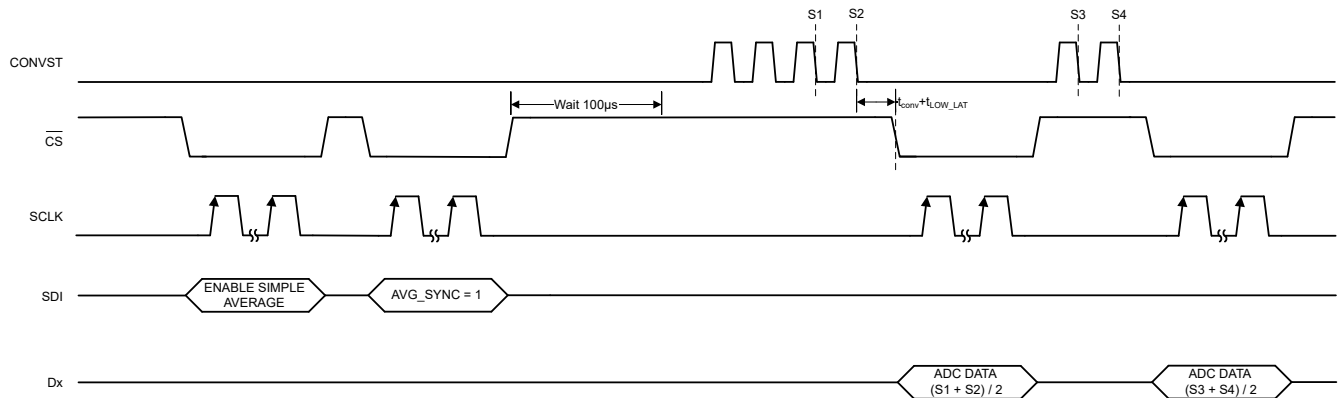 S1
S2
S3
S4
CONVST
Wait 100µs
tconv+tLOW_LAT
CS
SCLK
SDI
ENABLE SIMPLE
AVERAGE
AVG_SYNC = 1
Dx
ADC DATA
(S1 + S2) / 2
ADC DATA
(S3 + S4) / 2